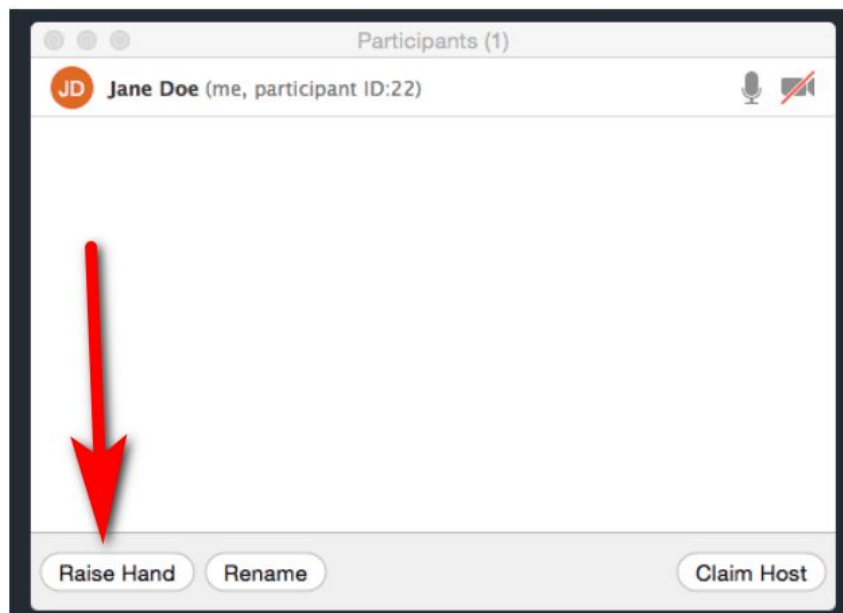 Participants (1)
JD Jane Doe (me, participant ID:22)
Raise Hand Rename Claim Host